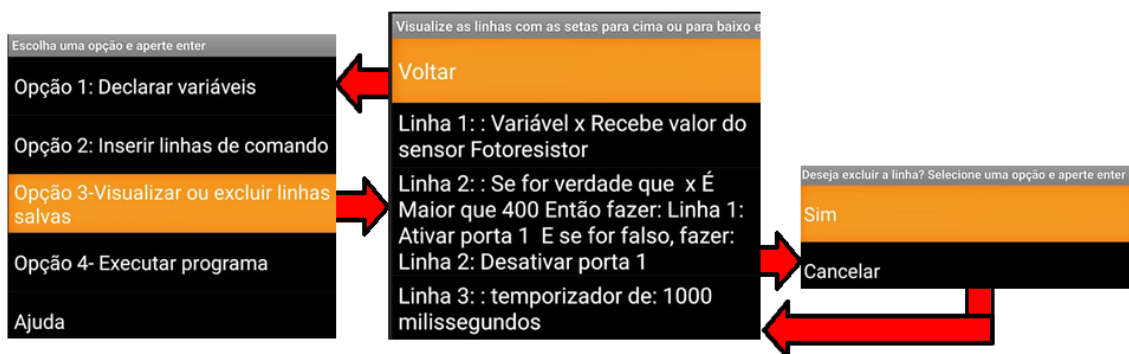 Escolha uma opção e aperte enter
Opção 1: Declarar variáveis
Opção 2: Inserir linhas de comando
Opção 3-Visualizar ou excluir linhas
salvas
Opção 4- Executar programa
Ajuda
Visualize as linhas com as setas para cima ou para baixo e
Voltar
Linha 1: : Variável x Recebe valor do
sensor Fotoresistor
Linha 2: : Se for verdade que x É
Maior que 400 Então fazer: Linha 1:
Ativar porta 1 E se for falso, fazer:
Linha 2: Desativar porta 1
Linha 3: : temporizador de: 1000
milissegundos
Deseja excluir a linha? Selecione uma opção e aperte enter
Sim
Cancelar